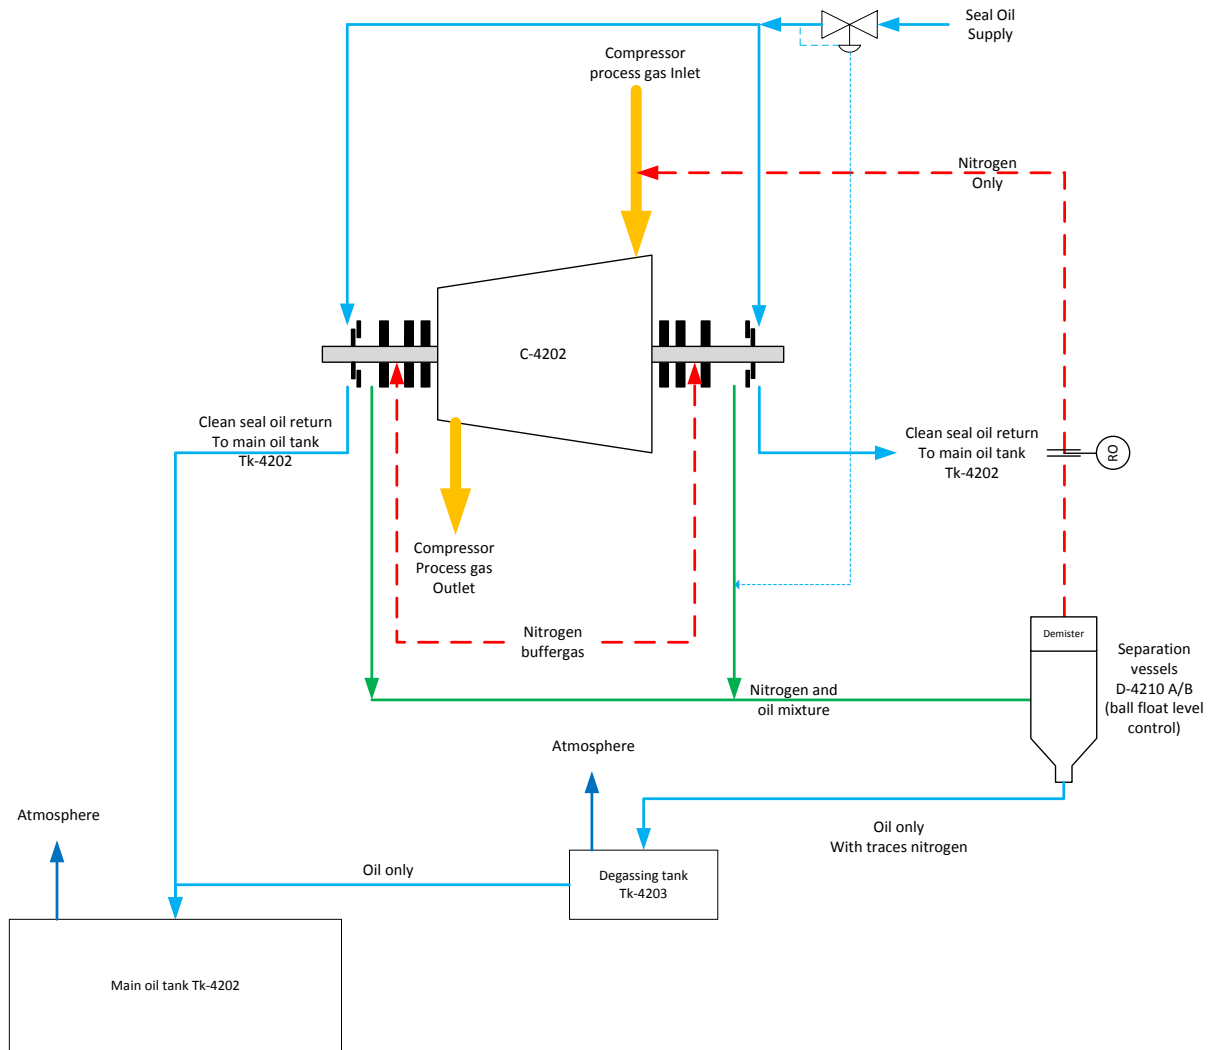 Seal Oil
Supply
Compressor
process gas Inlet
Nitrogen
Only
C-4202
Clean seal oil return
To main oil tank
Tk-4202
Clean seal oil return
To main oil tank
Tk-4202
RO
Compressor
Process gas
Outlet
Nitrogen
buffergas
Demister
Separation
vessels
D-4210 A/B
(ball float level
control)
Nitrogen and
oil mixture
Atmosphere
Atmosphere
Oil only
With traces nitrogen
Oil only
Degassing tank
Tk-4203
Main oil tank Tk-4202